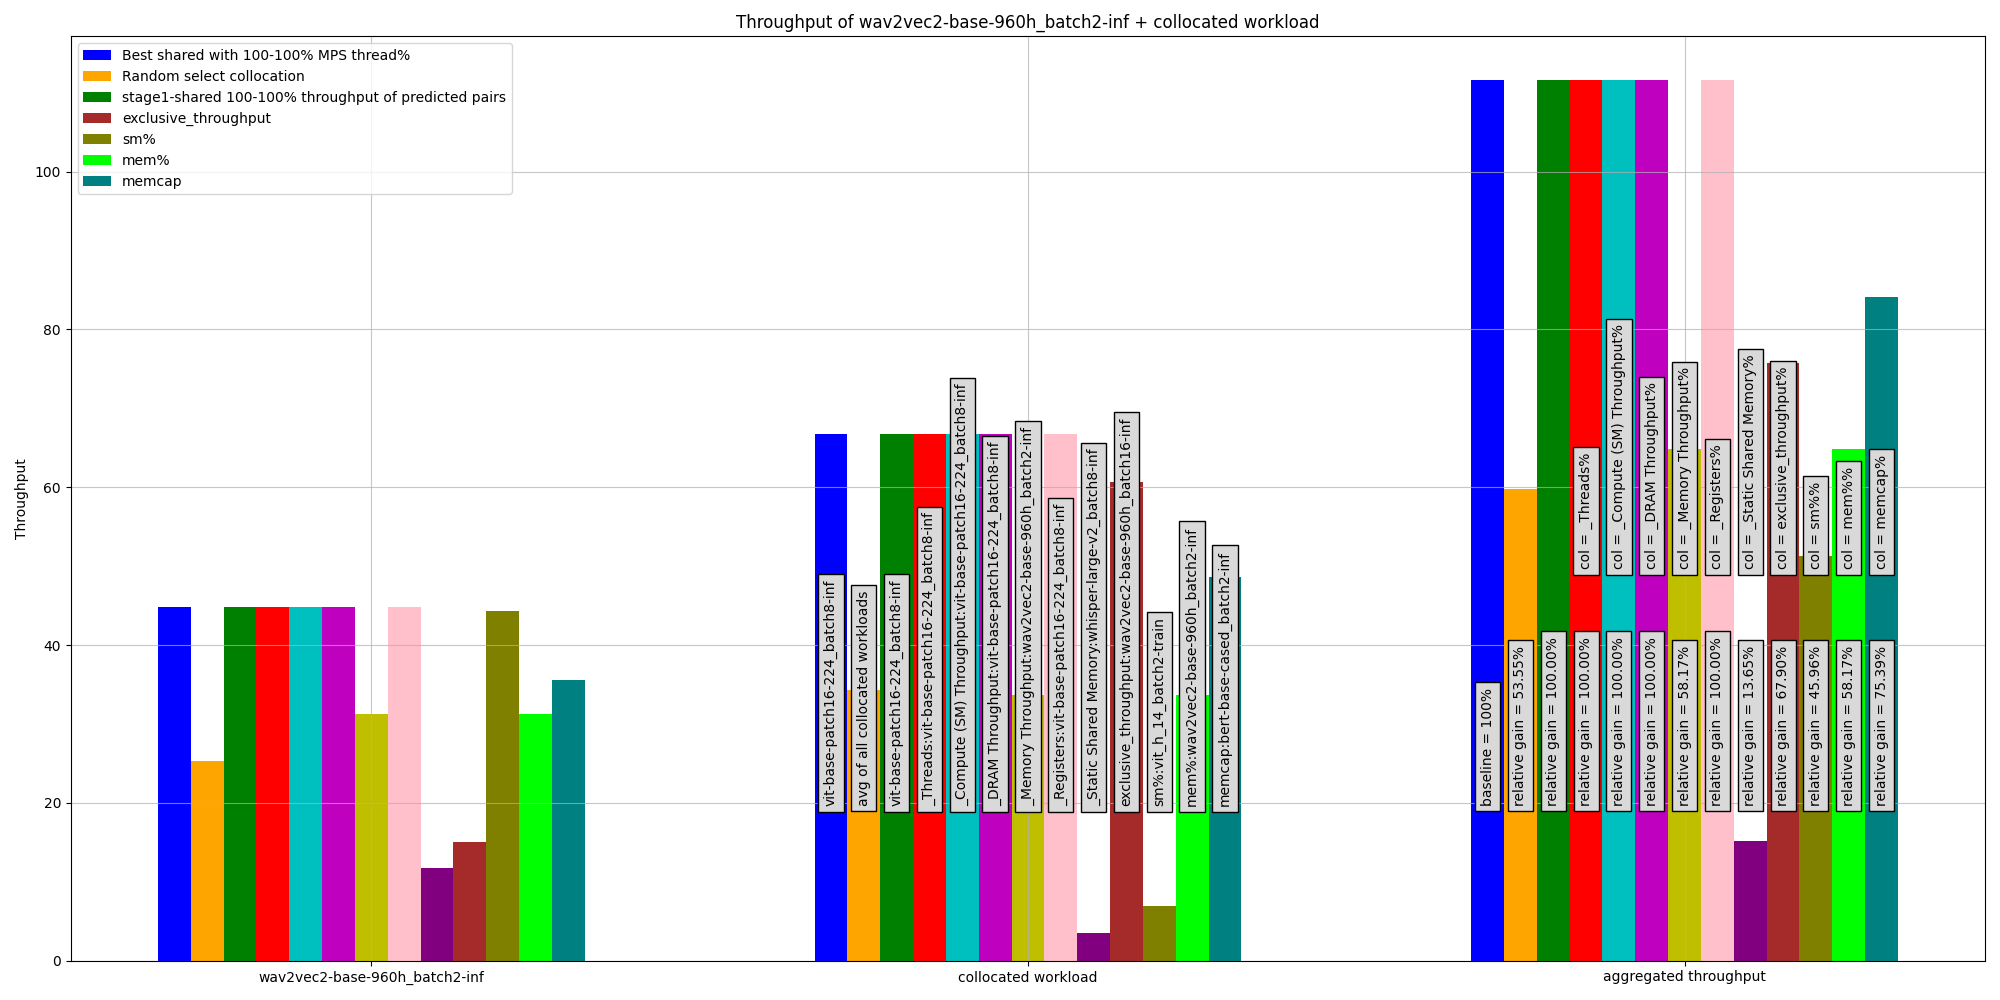 Throughput of wav2vec2-base-960h_batch2-inf + collocated workload
Best shared with 100-100% MPS thread%
Random select collocation
stage1-shared 100-100% throughput of predicted pairs
exclusive_throughput
sm%
mem%
memcap
Throughput
100
80
60
40
20
0
vit-base-patch16-224_batch8-inf
avg of all collocated workloads
vit-base-patch16-224_batch8-inf
_Threads:vit-base-patch16-224_batch8-inf
_Compute (SM) Throughput:vit-base-patch16-224_batch8-inf
_DRAM Throughput:vit-base-patch16-224_batch8-inf
_Memory Throughput:wav2vec2-base-960h_batch2-inf
_Registers:vit-base-patch16-224_batch8-inf
_Static Shared Memory:whisper-large-v2_batch8-inf
exclusive_throughput:wav2vec2-base-960h_batch16-inf
sm%:vit_h_14_batch2-train
mem%:wav2vec2-base-960h_batch2-inf
memcap:bert-base-cased_batch2-inf
col = _Threads%
col = _Compute (SM) Throughput%
col = _DRAM Throughput%
col = _Memory Throughput%
col = _Registers%
col = _Static Shared Memory%
col = exclusive_throughput%
col = sm%%
col = mem%%
col = memcap%
baseline = 100%
relative gain = 53.55%
relative gain = 100.00%
relative gain = 100.00%
relative gain = 100.00%
relative gain = 100.00%
relative gain = 58.17%
relative gain = 100.00%
relative gain = 13.65%
relative gain = 67.90%
relative gain = 45.96%
relative gain = 58.17%
relative gain = 75.39%
wav2vec2-base-960h_batch2-inf
collocated workload
aggregated throughput